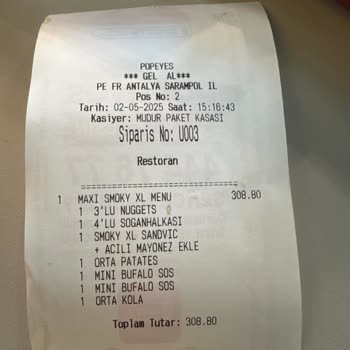 POPEYES
*** GEL AL***
PE FR ANTALYA SARAMPOL IL
Pos No: 2
Tarih: 02-05-2025 Saat: 15:16:43
Kasiyer: MUDUR PAKET KASASI
Siparis No: U003
Restoran
================================
1 MAXI SMOKY XL MENU 308.80
1 3'LU NUGGETS
1 4'LU SOGANHALKASI
1 SMOKY XL SANDVIC
+ ACILI MAYONEZ EKLE
1 ORTA PATATES
1 MINI BUFALO SOS
1 MINI BUFALO SOS
1 ORTA KOLA
Toplam Tutar: 308.80